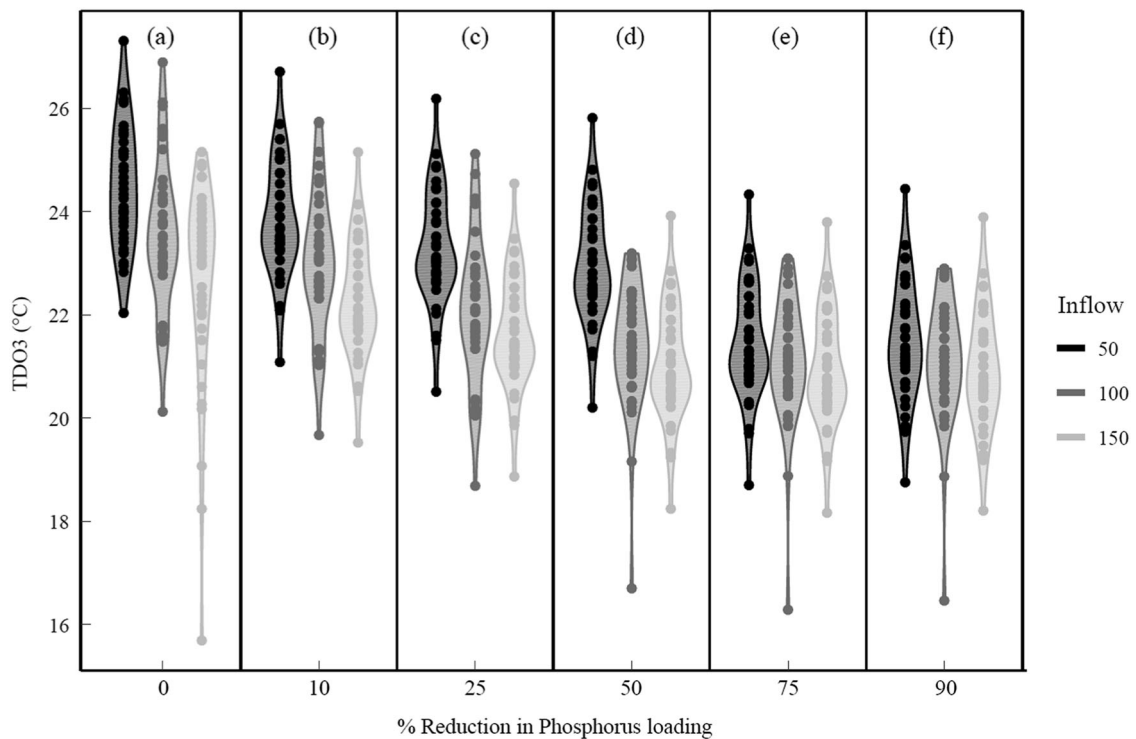 (a) (b) (c) (d) (e) (f)
26
24
22
20
18
16
TDO3 (°C)
0 10 25 50 75 90
% Reduction in Phosphorus loading
Inflow
50
100
150